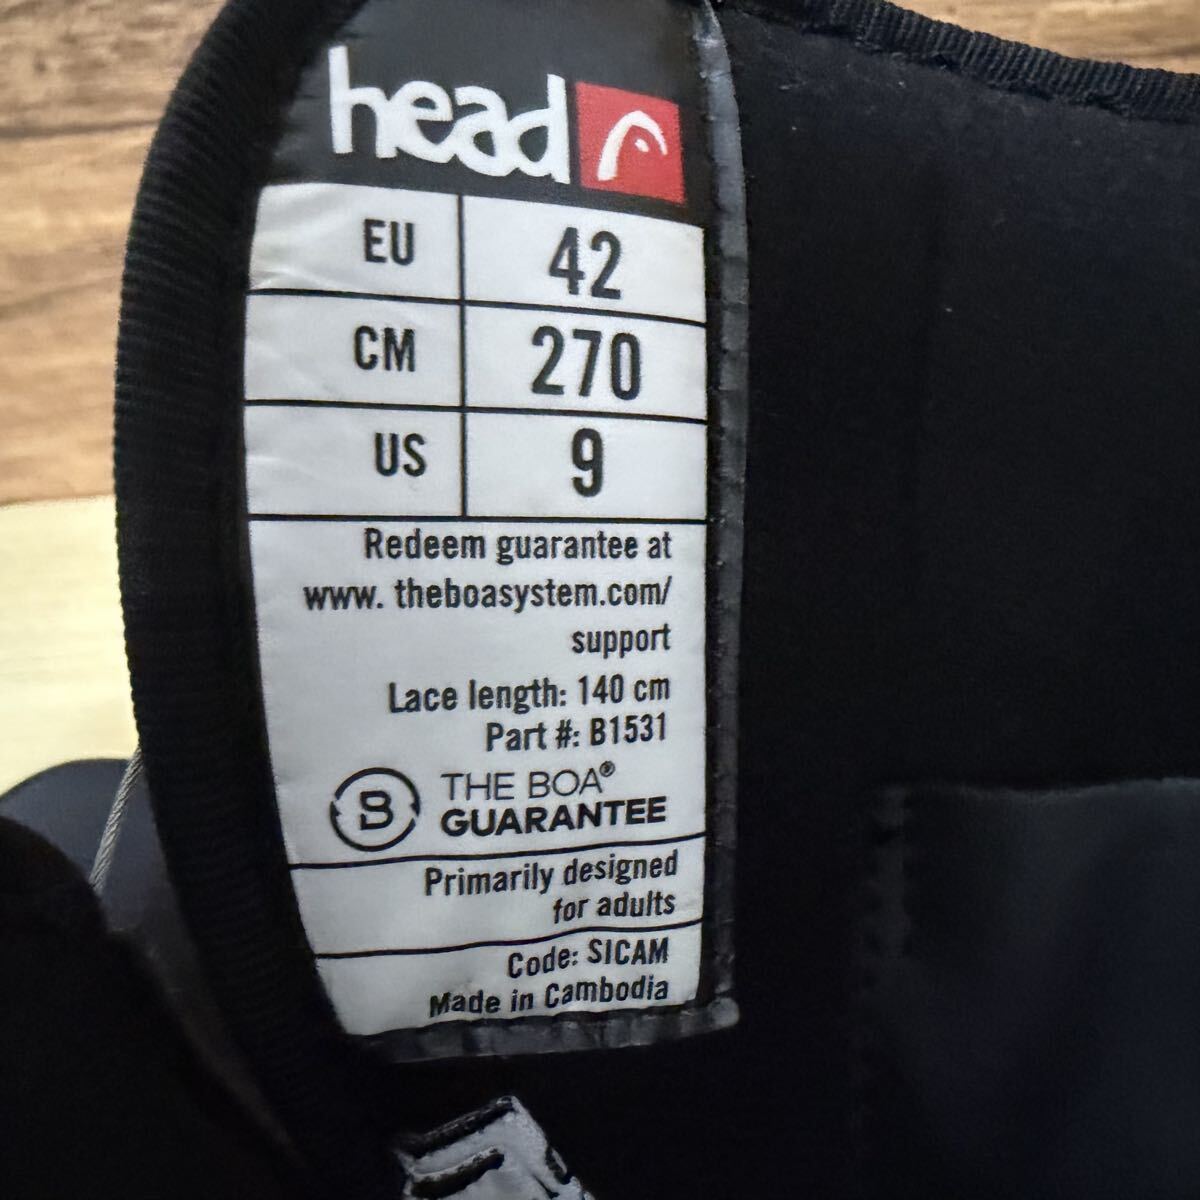 head
EU 42
CM 270
US 9
Redeem guarantee at
www. theboasystem.com/
support
Lace length: 140 cm
Part #: B1531
B THE BOA®
GUARANTEE
Primarily designed
for adults
Code: SICAM
Made in Cambodia